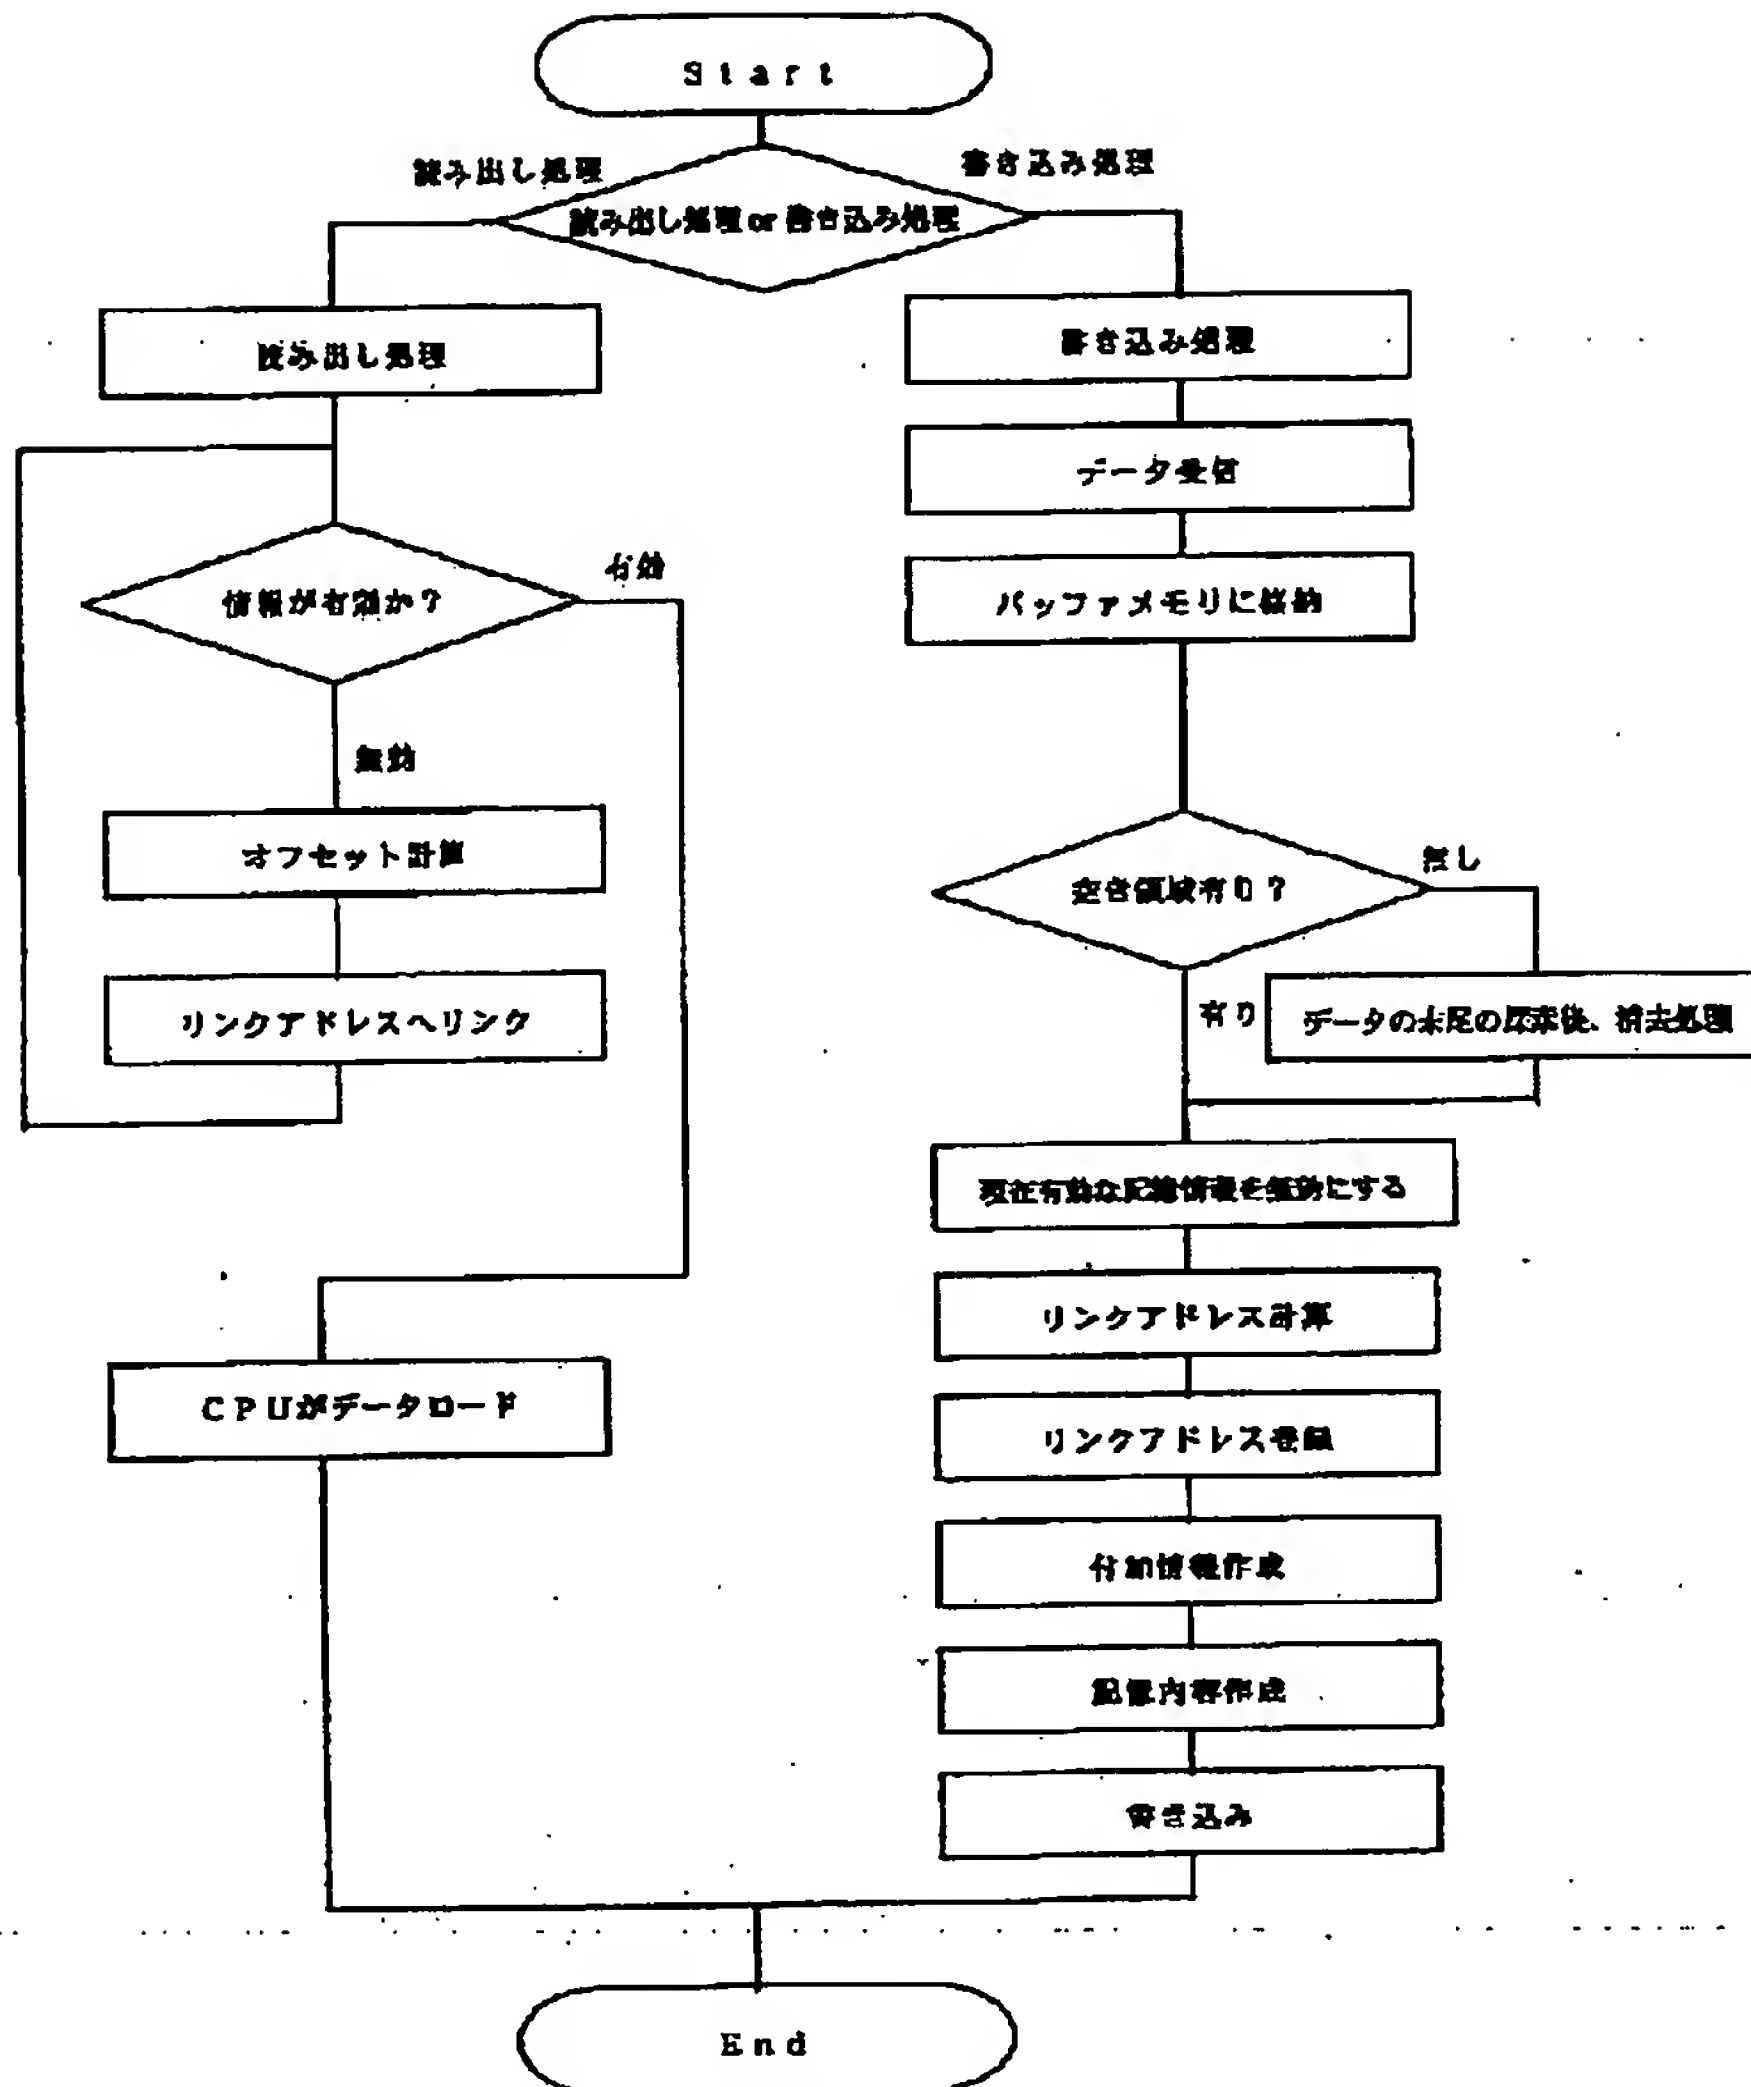 Start
読み出し処理
書き込み処理
読み出し処理or書き込み処理
読み出し処理
書き込み処理
データ受信
バッファメモリに格納
情報が有効か？
有効
無効
オフセット計算
リンクアドレスへリンク
空き領域有り？
無し
有り
データの末尾の 後、消去処理
現在有効な記憶情報を無効にする
リンクアドレス計算
リンクアドレス登録
CPUがデータロード
付加情報作成
記憶内容作成
書き込み
End